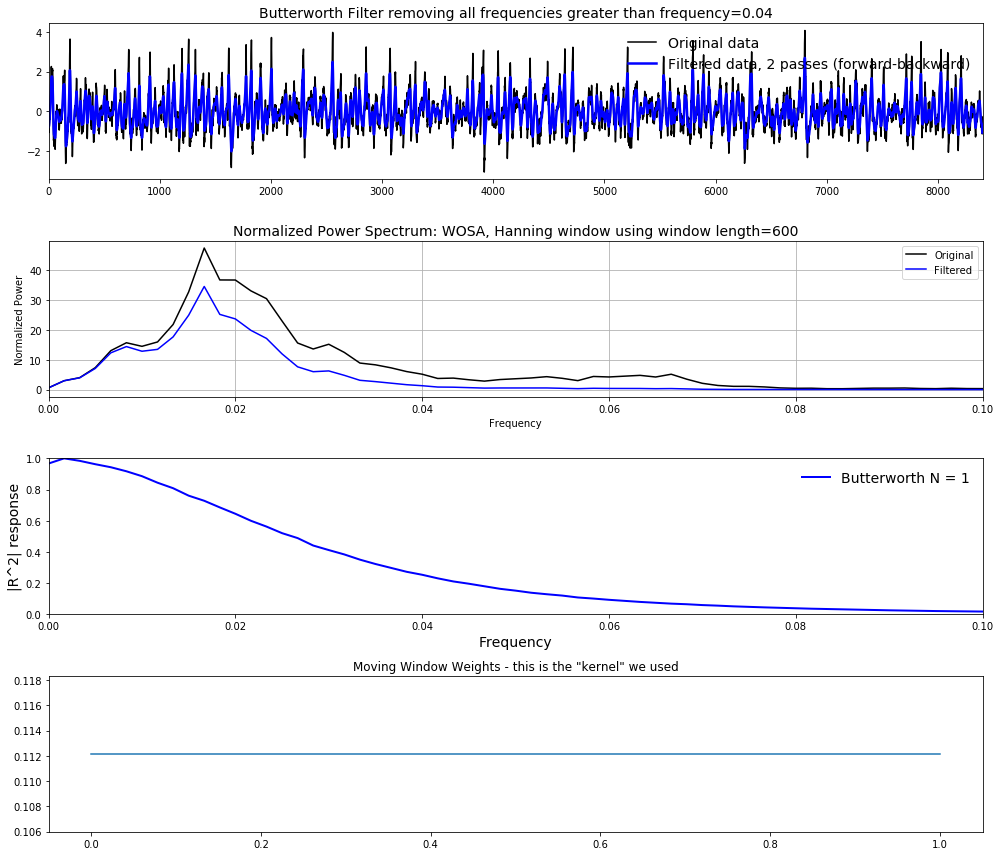 Butterworth Filter removing all frequencies greater than frequency=0.04
4
2
0
−2
Original data
Filtered data, 2 passes (forward-backward)
0 1000 2000 3000 4000 5000 6000 7000 8000
Normalized Power Spectrum: WOSA, Hanning window using window length=600
Normalized Power
40
30
20
10
0
Original
Filtered
0.00 0.02 0.04 0.06 0.08 0.10
Frequency
|R^2| response
1.0
0.8
0.6
0.4
0.2
0.0
Butterworth N = 1
0.00 0.02 0.04 0.06 0.08 0.10
Frequency
Moving Window Weights - this is the "kernel" we used
0.118
0.116
0.114
0.112
0.110
0.108
0.106
0.0 0.2 0.4 0.6 0.8 1.0